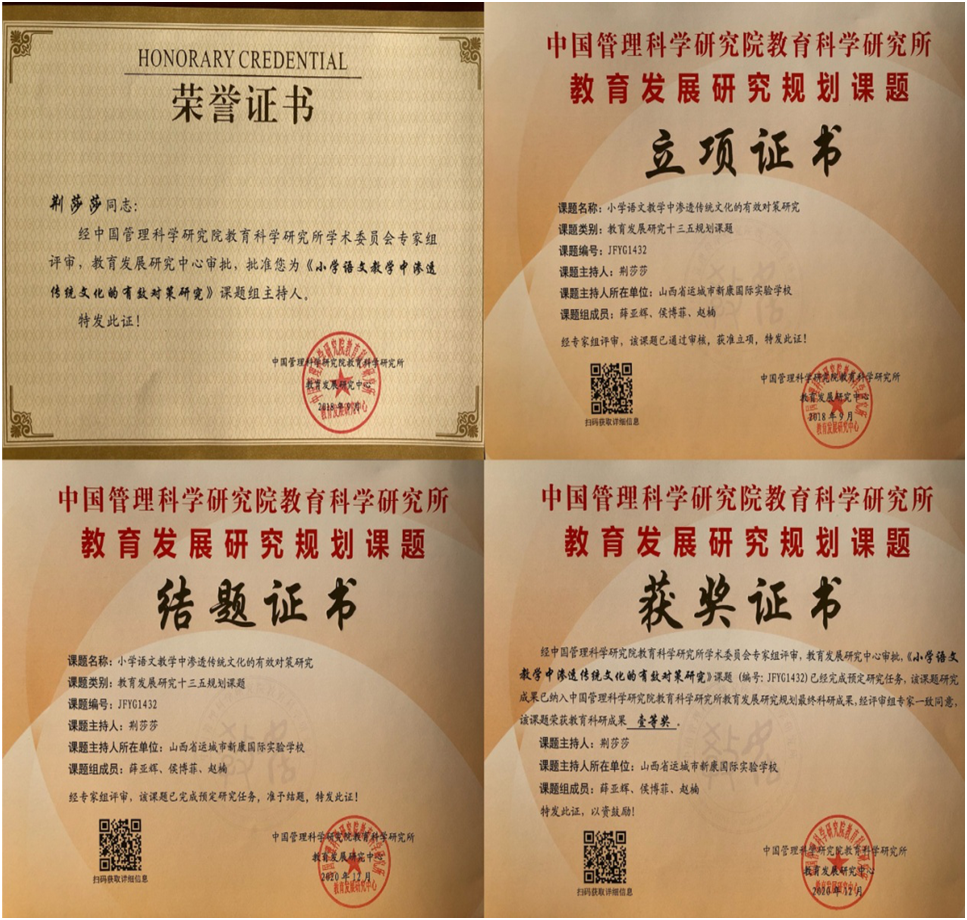 HONORARY CREDENTIAL
荣誉证书
荆莎莎同志：
经中国管理科学研究院教育科学研究所学术委员会专家组
评审，教育发展研究中心审批，批准您为《小学语文教学中渗透
传统文化的有效对策研究》课题组主持人。
特发此证！
中国管理科学研究院教育科学研究所
教育发展研究中心
2018年9月
中国管理科学研究院教育科学研究所
教育发展研究规划课题
立项证书
课题名称：小学语文教学中渗透传统文化的有效对策研究
课题类别：教育发展研究十三五规划课题
课题编号：JFYG1432
课题主持人：荆莎莎
课题主持人所在单位：山西省运城市新康国际实验学校
课题组成员：薛亚辉、侯博菲、赵楠
经专家组评审，该课题已通过审核，获准立项，特发此证！
扫码获取详细信息
中国管理科学研究院教育科学研究所
教育发展研究中心
2018年9月
中国管理科学研究院教育科学研究所
教育发展研究规划课题
结题证书
课题名称：小学语文教学中渗透传统文化的有效对策研究
课题类别：教育发展研究十三五规划课题
课题编号：JFYG1432
课题主持人：荆莎莎
课题主持人所在单位：山西省运城市新康国际实验学校
课题组成员：薛亚辉、侯博菲、赵楠
经专家组评审，该课题已完成预定研究任务，准予结题，特发此证！
扫码获取详细信息
中国管理科学研究院教育科学研究所
教育发展研究中心
2020年12月
中国管理科学研究院教育科学研究所
教育发展研究规划课题
获奖证书
经中国管理科学研究院教育科学研究所学术委员会专家组评审，教育发展研究中心审批，《小学语文
教学中渗透传统文化的有效对策研究》课题（编号：JFYG1432）已经完成预定研究任务，该课题研究
成果已纳入中国管理科学研究院教育科学研究所教育发展研究规划最终科研成果，经评审组专家一致同意，
该课题荣获教育科研成果 壹等奖 。
课题主持人：荆莎莎
课题主持人所在单位：山西省运城市新康国际实验学校
课题组成员：薛亚辉、侯博菲、赵楠
特发此证，以资鼓励！
扫码获取详细信息
中国管理科学研究院教育科学研究所
教育发展研究中心
2020年12月